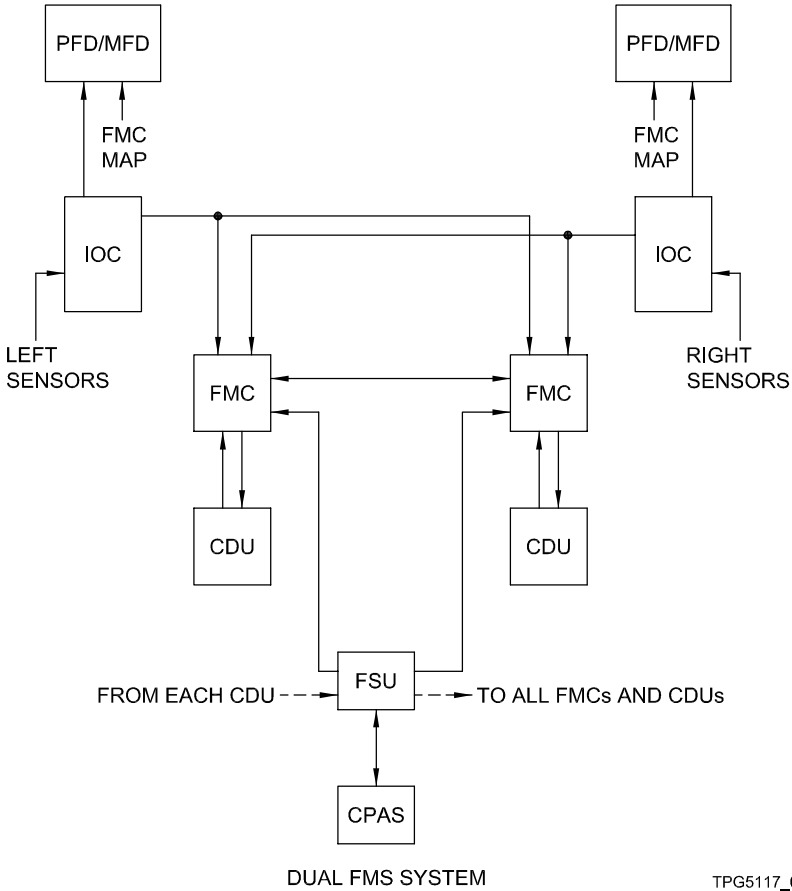 PFD/MFD
PFD/MFD
FMC
MAP
FMC
MAP
IOC
IOC
LEFT
SENSORS
RIGHT
SENSORS
FMC
FMC
CDU
CDU
FROM EACH CDU
FSU
TO ALL FMCs AND CDUs
CPAS
DUAL FMS SYSTEM